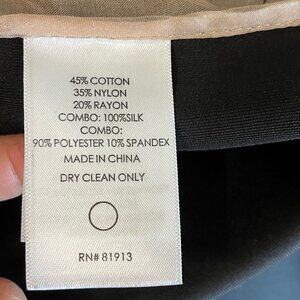 45% COTTON
35% NYLON
20% RAYON
COMBO: 100%SILK
COMBO:
90% POLYESTER 10% SPANDEX
MADE IN CHINA
DRY CLEAN ONLY
RN# 81913